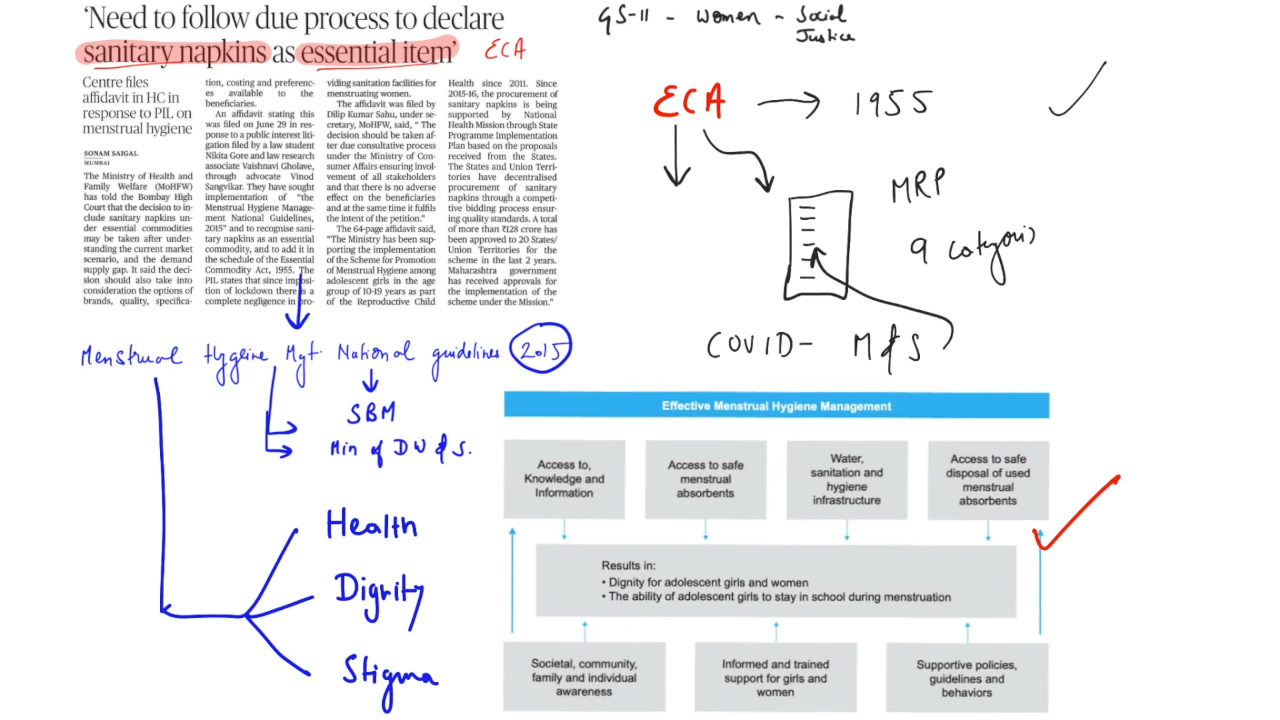 ‘Need to follow due process to declare
sanitary napkins as essential item’
ECA
Centre files
affidavit in HC in
response to PIL on
menstrual hygiene
SONAM SAIGAL
MUMBAI
The Ministry of Health and
Family Welfare (MoHFW)
has told the Bombay High
Court that the decision to in-
clude sanitary napkins un-
der essential commodities
may be taken after under-
standing the current market
scenario, and the demand
supply gap. It said the deci-
sion should also take into
consideration the options of
brands, quality, specifica-
tion, costing and preferenc-
es available to the
beneficiaries.
An affidavit stating this
was filed on June 29 in res-
ponse to a public interest liti-
gation filed by a law student
Nikita Gore and law research
associate Vaishnavi Gholave,
through advocate Vinod
Sangvikar. They have sought
implementation of “the
Menstrual Hygiene Manage-
ment National Guidelines,
2015” and to recognise sani-
tary napkins as an essential
commodity, and to add it in
the schedule of the Essential
Commodity Act, 1955. The
PIL states that since imposi-
tion of lockdown there is a
complete negligence in pro-
viding sanitation facilities for
menstruating women.
The affidavit was filed by
Dilip Kumar Sahu, under se-
cretary, MoHFW, said, “ The
decision should be taken af-
ter due consultative process
under the Ministry of Con-
sumer Affairs ensuring invol-
vement of all stakeholders
and that there is no adverse
effect on the beneficiaries
and at the same time it fulfils
the intent of the petition.”
The 64-page affidavit said,
“The Ministry has been sup-
porting the implementation
of the Scheme for Promotion
of Menstrual Hygiene among
adolescent girls in the age
group of 10-19 years as part
of the Reproductive Child
Health since 2011. Since
2015-16, the procurement of
sanitary napkins is being
supported by National
Health Mission through State
Programme Implementation
Plan based on the proposals
received from the States.
The States and Union Terri-
tories have decentralised
procurement of sanitary
napkins through a competi-
tive bidding process ensur-
ing quality standards. A total
of more than ₹128 crore has
been approved to 20 States/
Union Territories for the
scheme in the last 2 years.
Maharashtra government
has received approvals for
the implementation of the
scheme under the Mission.”
GS-II - Women - Social
Justice
ECA → 1955
MRP
9 categories
COVID- M & S
Menstrual Hygeine Mgt. National guidelines 2015
SBM
Min of DW & S.
Health
Dignity
Stigma
Effective Menstrual Hygiene Management
Access to,
Knowledge and
Information
Access to safe
menstrual
absorbents
Water,
sanitation and
hygiene
infrastructure
Access to safe
disposal of used
menstrual
absorbents
Results in:
• Dignity for adolescent girls and women
• The ability of adolescent girls to stay in school during menstruation
Societal, community,
family and individual
awareness
Informed and trained
support for girls and
women
Supportive policies,
guidelines and
behaviors